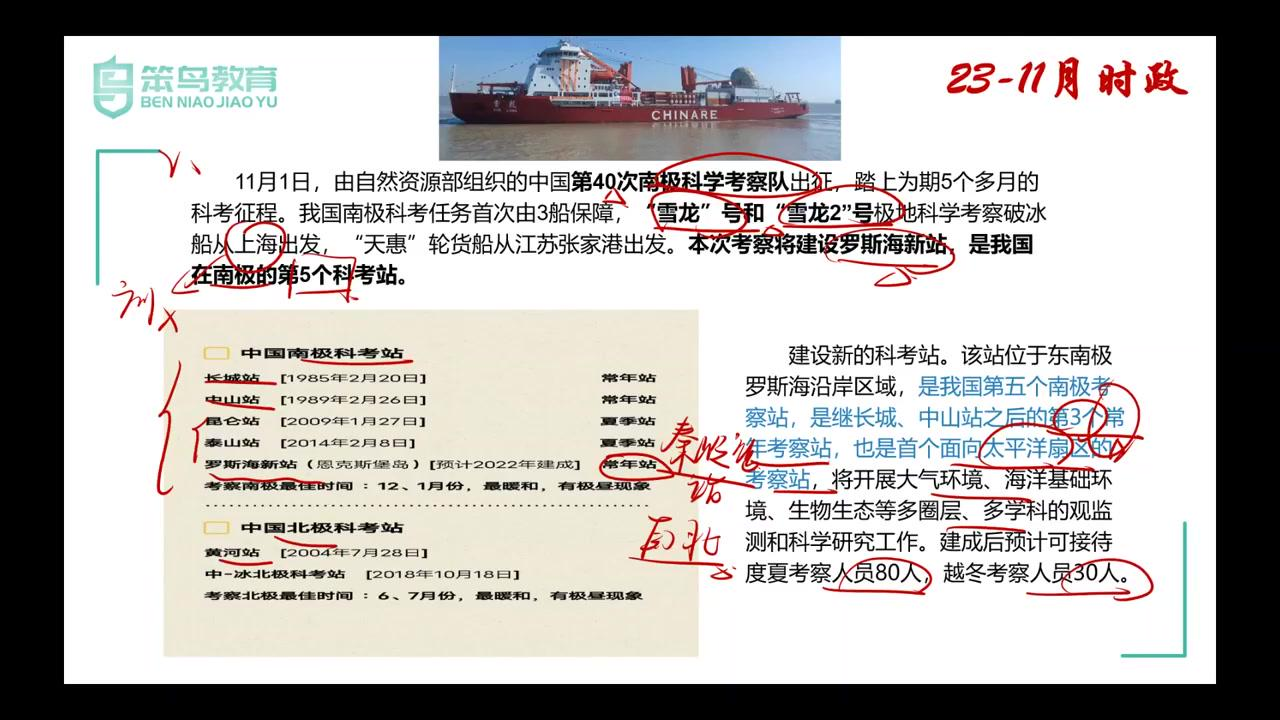 笨鸟教育
BEN NIAO JIAO YU
雪龙
CHINARE
23-11月时政
11月1日，由自然资源部组织的中国第40次南极科学考察队出征，踏上为期5个多月的
科考征程。我国南极科考任务首次由3船保障，“雪龙”号和“雪龙2”号极地科学考察破冰
船从上海出发，“天惠”轮货船从江苏张家港出发。本次考察将建设罗斯海新站，是我国
在南极的第5个科考站。
中国南极科考站
长城站 [1985年2月20日] 常年站
中山站 [1989年2月26日] 常年站
昆仑站 [2009年1月27日] 夏季站
泰山站 [2014年2月8日] 夏季站
罗斯海新站（恩克斯堡岛）[预计2022年建成] 常年站
考察南极最佳时间：12、1月份，最暖和，有极昼现象
中国北极科考站
黄河站 [2004年7月28日]
中-冰北极科考站 [2018年10月18日]
考察北极最佳时间：6、7月份，最暖和，有极昼现象
建设新的科考站。该站位于东南极
罗斯海沿岸区域，是我国第五个南极考
察站，是继长城、中山站之后的第3个常
年考察站，也是首个面向太平洋扇区的
考察站，将开展大气环境、海洋基础环
境、生物生态等多圈层、多学科的观监
测和科学研究工作。建成后预计可接待
度夏考察人员80人，越冬考察人员30人。
秦
站
南北